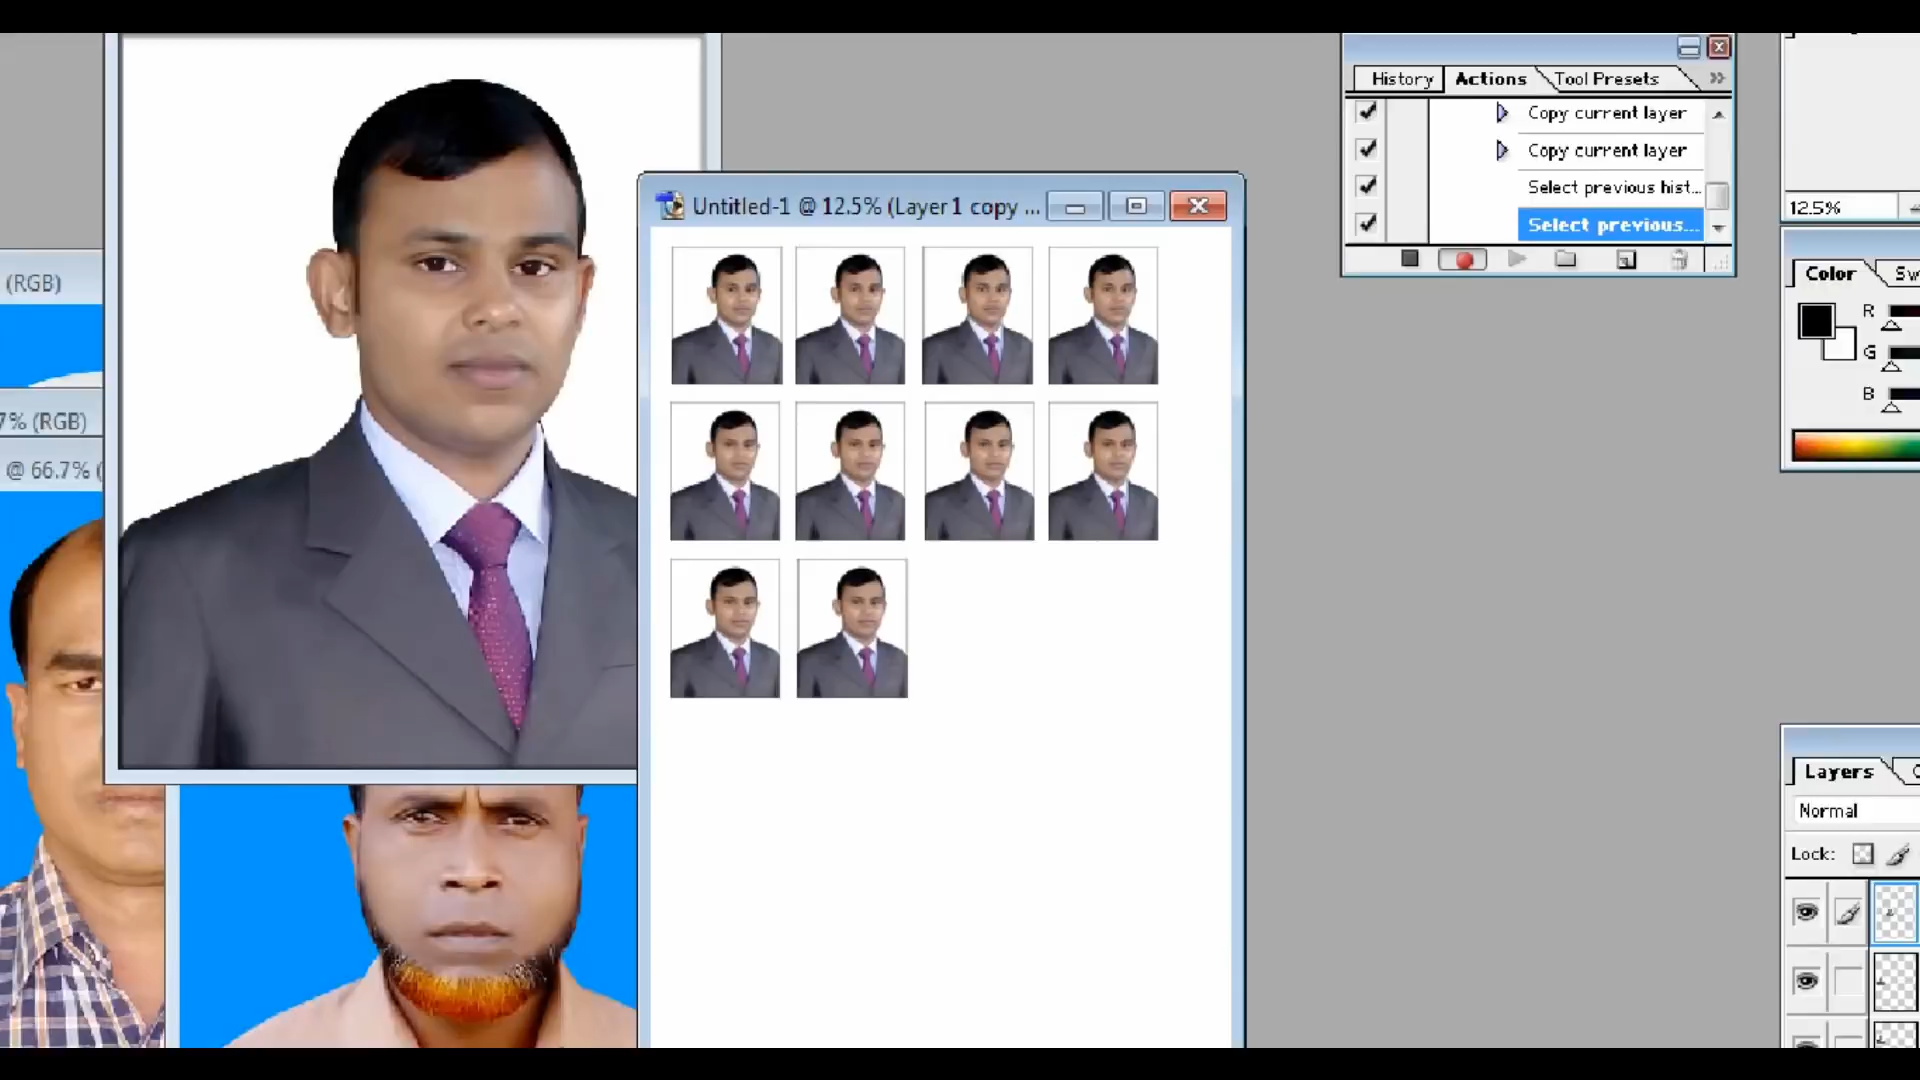 (RGB)
7% (RGB)
@ 66.7% (
Untitled-1 @ 12.5% (Layer 1 copy ...
History
Actions
Tool Presets
Copy current layer
Copy current layer
Select previous hist...
Select previous...
12.5%
Color
Sw
R
G
B
Layers
Normal
Lock: